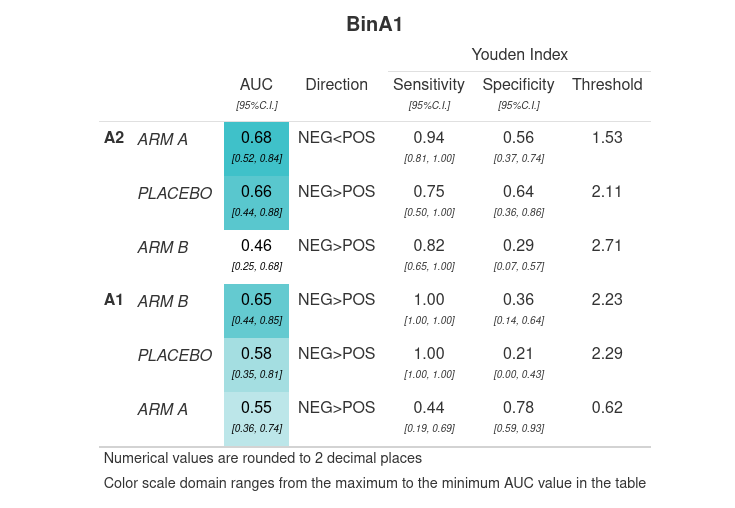 BinA1
Youden Index
AUC Direction Sensitivity Specificity Threshold
[95%C.I.] [95%C.I.] [95%C.I.]
A2 ARM A 0.68 NEG<POS 0.94 0.56 1.53
[0.52, 0.84] [0.81, 1.00] [0.37, 0.74]
PLACEBO 0.66 NEG>POS 0.75 0.64 2.11
[0.44, 0.88] [0.50, 1.00] [0.36, 0.86]
ARM B 0.46 NEG>POS 0.82 0.29 2.71
[0.25, 0.68] [0.65, 1.00] [0.07, 0.57]
A1 ARM B 0.65 NEG>POS 1.00 0.36 2.23
[0.44, 0.85] [1.00, 1.00] [0.14, 0.64]
PLACEBO 0.58 NEG>POS 1.00 0.21 2.29
[0.35, 0.81] [1.00, 1.00] [0.00, 0.43]
ARM A 0.55 NEG>POS 0.44 0.78 0.62
[0.36, 0.74] [0.19, 0.69] [0.59, 0.93]
Numerical values are rounded to 2 decimal places
Color scale domain ranges from the maximum to the minimum AUC value in the table